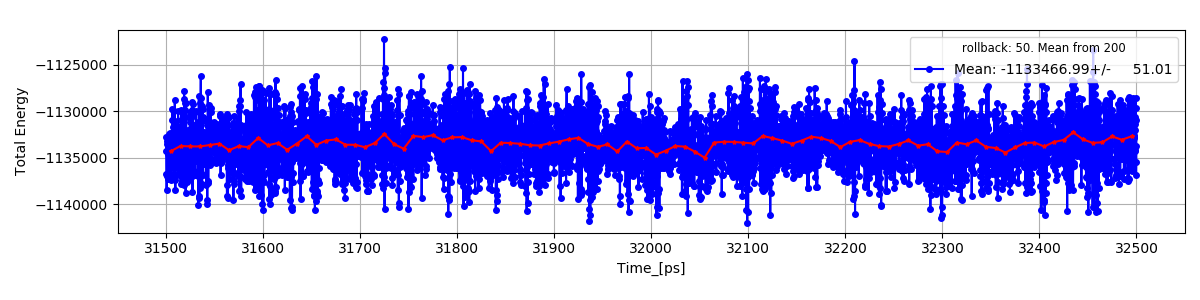 rollback: 50. Mean from 200
Mean: -1133466.99+/-     51.01
Total Energy
−1125000
−1130000
−1135000
−1140000
31500 31600 31700 31800 31900 32000 32100 32200 32300 32400 32500
Time_[ps]